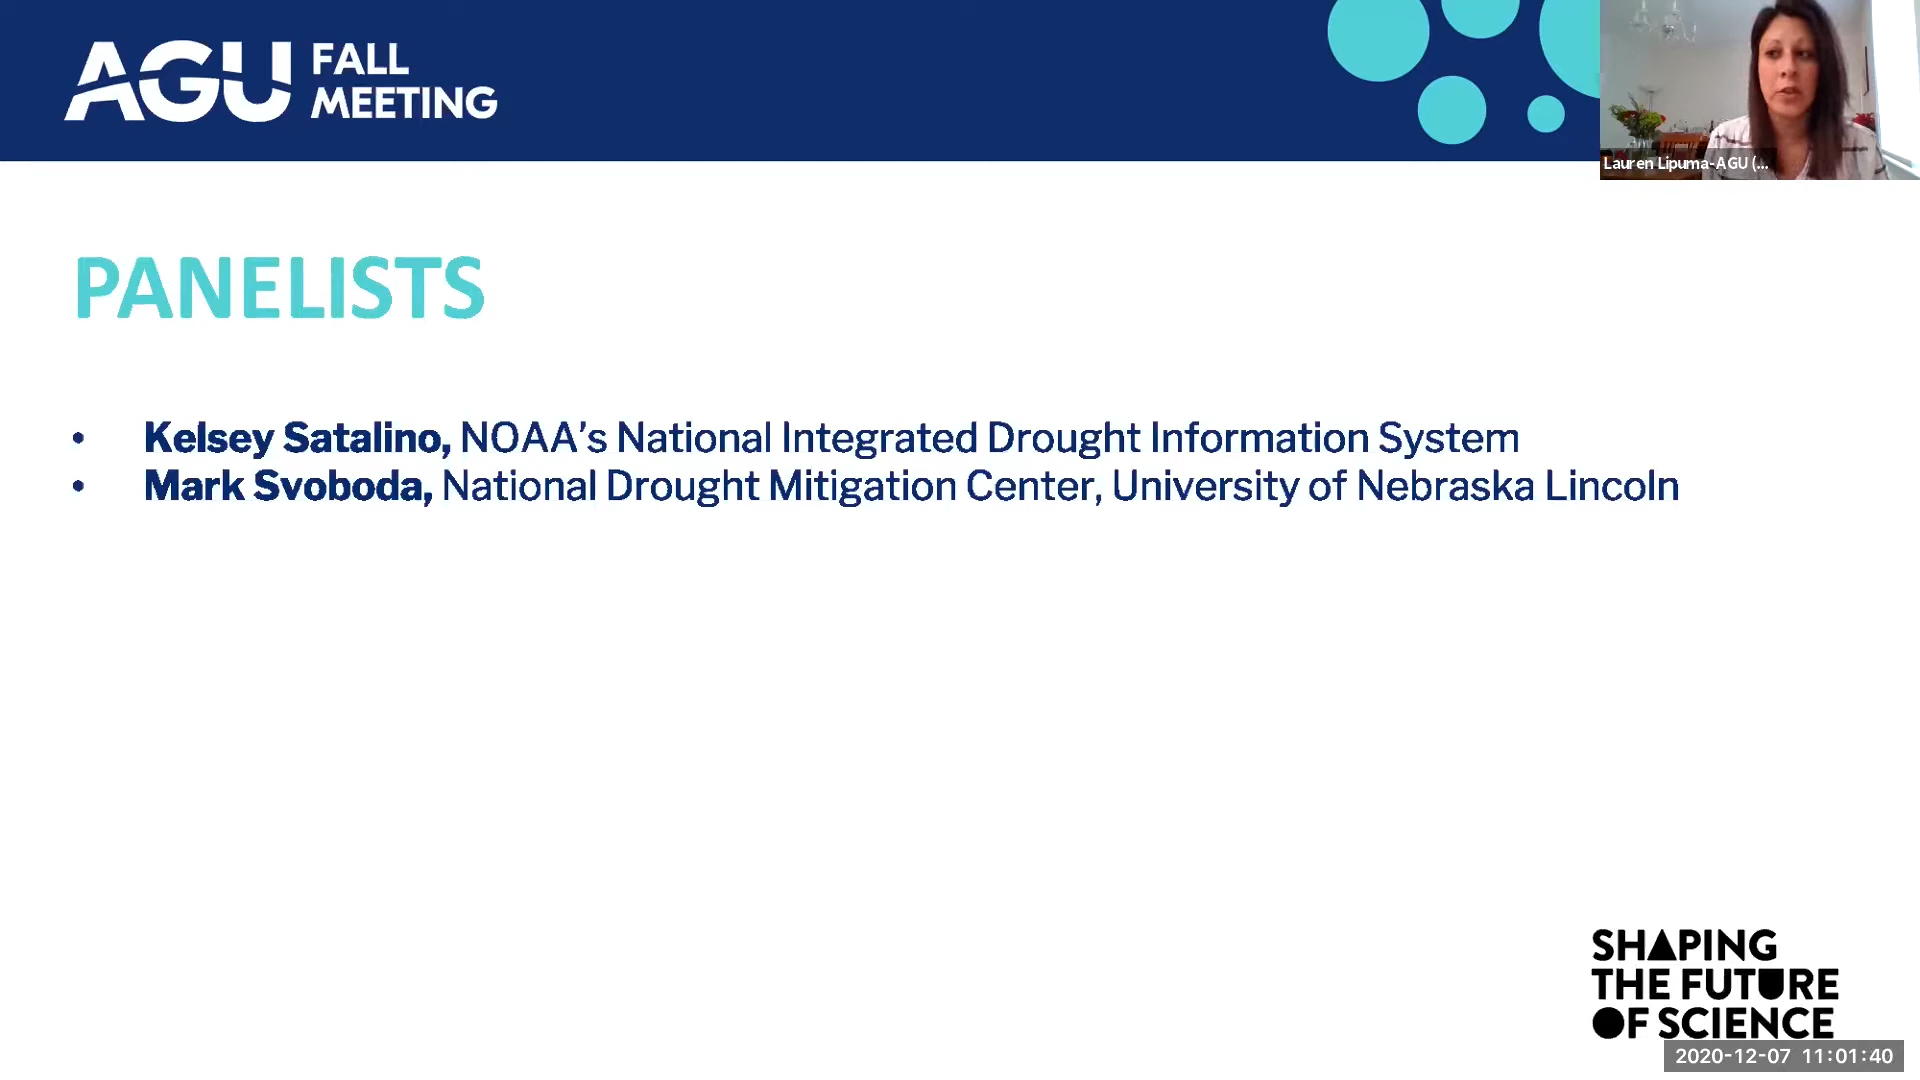 AGU FALL MEETING
Lauren Lipuma-AGU (...
PANELISTS
• Kelsey Satalino, NOAA's National Integrated Drought Information System
• Mark Svoboda, National Drought Mitigation Center, University of Nebraska Lincoln
SHAPING
THE FUTURE
OF SCIENCE
2020-12-07 11:01:40